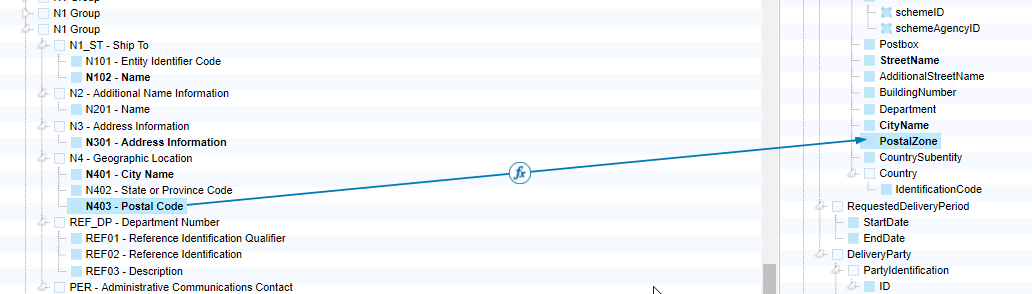 N1 Group
N1 Group
N1_ST - Ship To
N101 - Entity Identifier Code
N102 - Name
N2 - Additional Name Information
N201 - Name
N3 - Address Information
N301 - Address Information
N4 - Geographic Location
N401 - City Name
N402 - State or Province Code
N403 - Postal Code
REF_DP - Department Number
REF01 - Reference Identification Qualifier
REF02 - Reference Identification
REF03 - Description
PER - Administrative Communications Contact
fx
schemeID
schemeAgencyID
Postbox
StreetName
AdditionalStreetName
BuildingNumber
Department
CityName
PostalZone
CountrySubentity
Country
IdentificationCode
RequestedDeliveryPeriod
StartDate
EndDate
DeliveryParty
PartyIdentification
ID